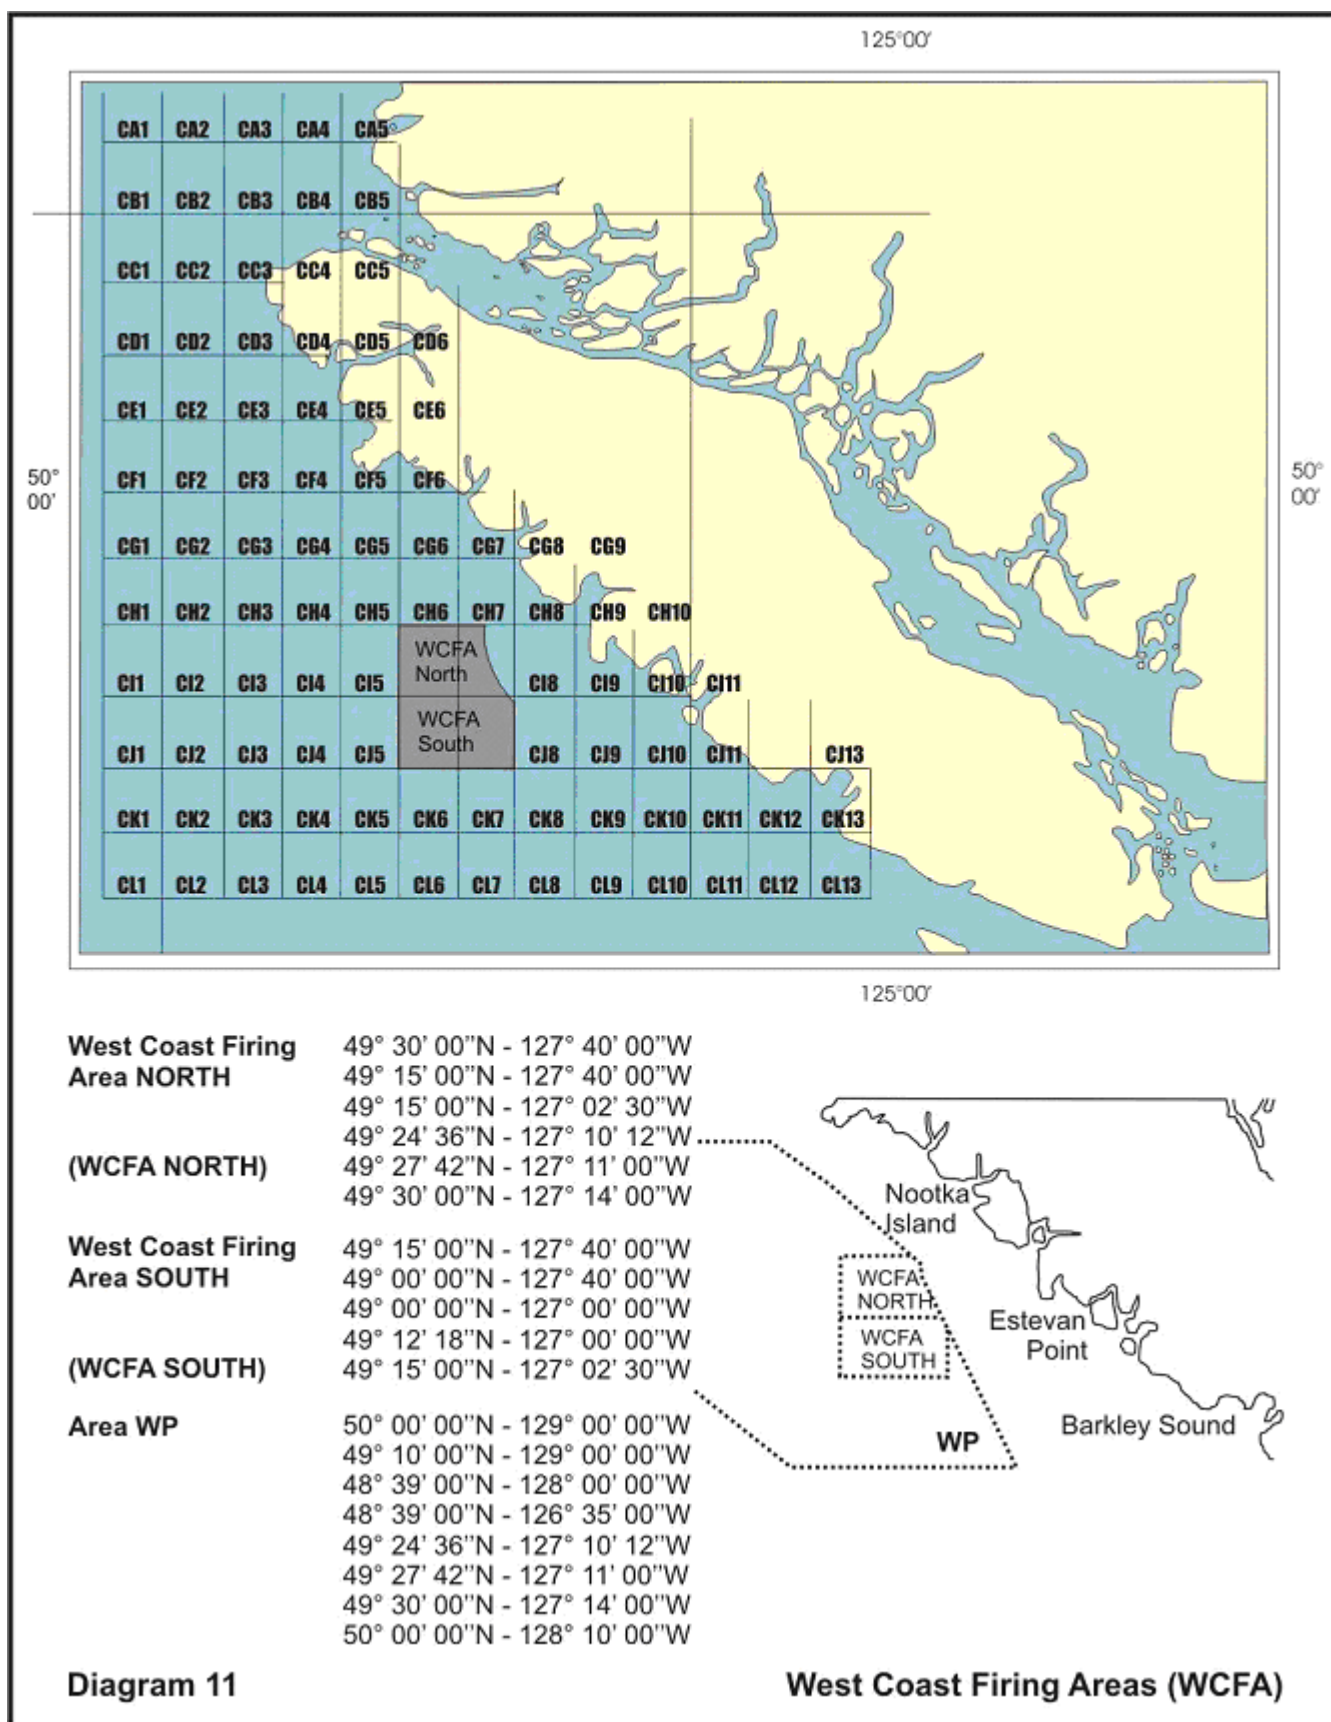 125°00’
CA1 CA2 CA3 CA4 CA5
CB1 CB2 CB3 CB4 CB5
CC1 CC2 CC3 CC4 CC5
CD1 CD2 CD3 CD4 CD5 CD6
CE1 CE2 CE3 CE4 CE5 CE6
50°
00’
CF1 CF2 CF3 CF4 CF5 CF6
50°
00’
CG1 CG2 CG3 CG4 CG5 CG6 CG7 CG8 CG9
CH1 CH2 CH3 CH4 CH5 CH6 CH7 CH8 CH9 CH10
WCFA
North
CI1 CI2 CI3 CI4 CI5 CI8 CI9 CI10 CI11
WCFA
South
CJ1 CJ2 CJ3 CJ4 CJ5 CJ8 CJ9 CJ10 CJ11 CJ13
CK1 CK2 CK3 CK4 CK5 CK6 CK7 CK8 CK9 CK10 CK11 CK12 CK13
CL1 CL2 CL3 CL4 CL5 CL6 CL7 CL8 CL9 CL10 CL11 CL12 CL13
125°00’
West Coast Firing 49° 30’ 00”N - 127° 40’ 00”W
Area NORTH 49° 15’ 00”N - 127° 40’ 00”W
49° 15’ 00”N - 127° 02’ 30”W
49° 24’ 36”N - 127° 10’ 12”W
(WCFA NORTH) 49° 27’ 42”N - 127° 11’ 00”W
49° 30’ 00”N - 127° 14’ 00”W
West Coast Firing 49° 15’ 00”N - 127° 40’ 00”W
Area SOUTH 49° 00’ 00”N - 127° 40’ 00”W
49° 00’ 00”N - 127° 00’ 00”W
49° 12’ 18”N - 127° 00’ 00”W
(WCFA SOUTH) 49° 15’ 00”N - 127° 02’ 30”W
Area WP 50° 00’ 00”N - 129° 00’ 00”W
49° 10’ 00”N - 129° 00’ 00”W
48° 39’ 00”N - 128° 00’ 00”W
48° 39’ 00”N - 126° 35’ 00”W
49° 24’ 36”N - 127° 10’ 12”W
49° 27’ 42”N - 127° 11’ 00”W
49° 30’ 00”N - 127° 14’ 00”W
50° 00’ 00”N - 128° 10’ 00”W
Nootka
Island
WCFA
NORTH
Estevan
Point
WCFA
SOUTH
Barkley Sound
WP
Diagram 11
West Coast Firing Areas (WCFA)